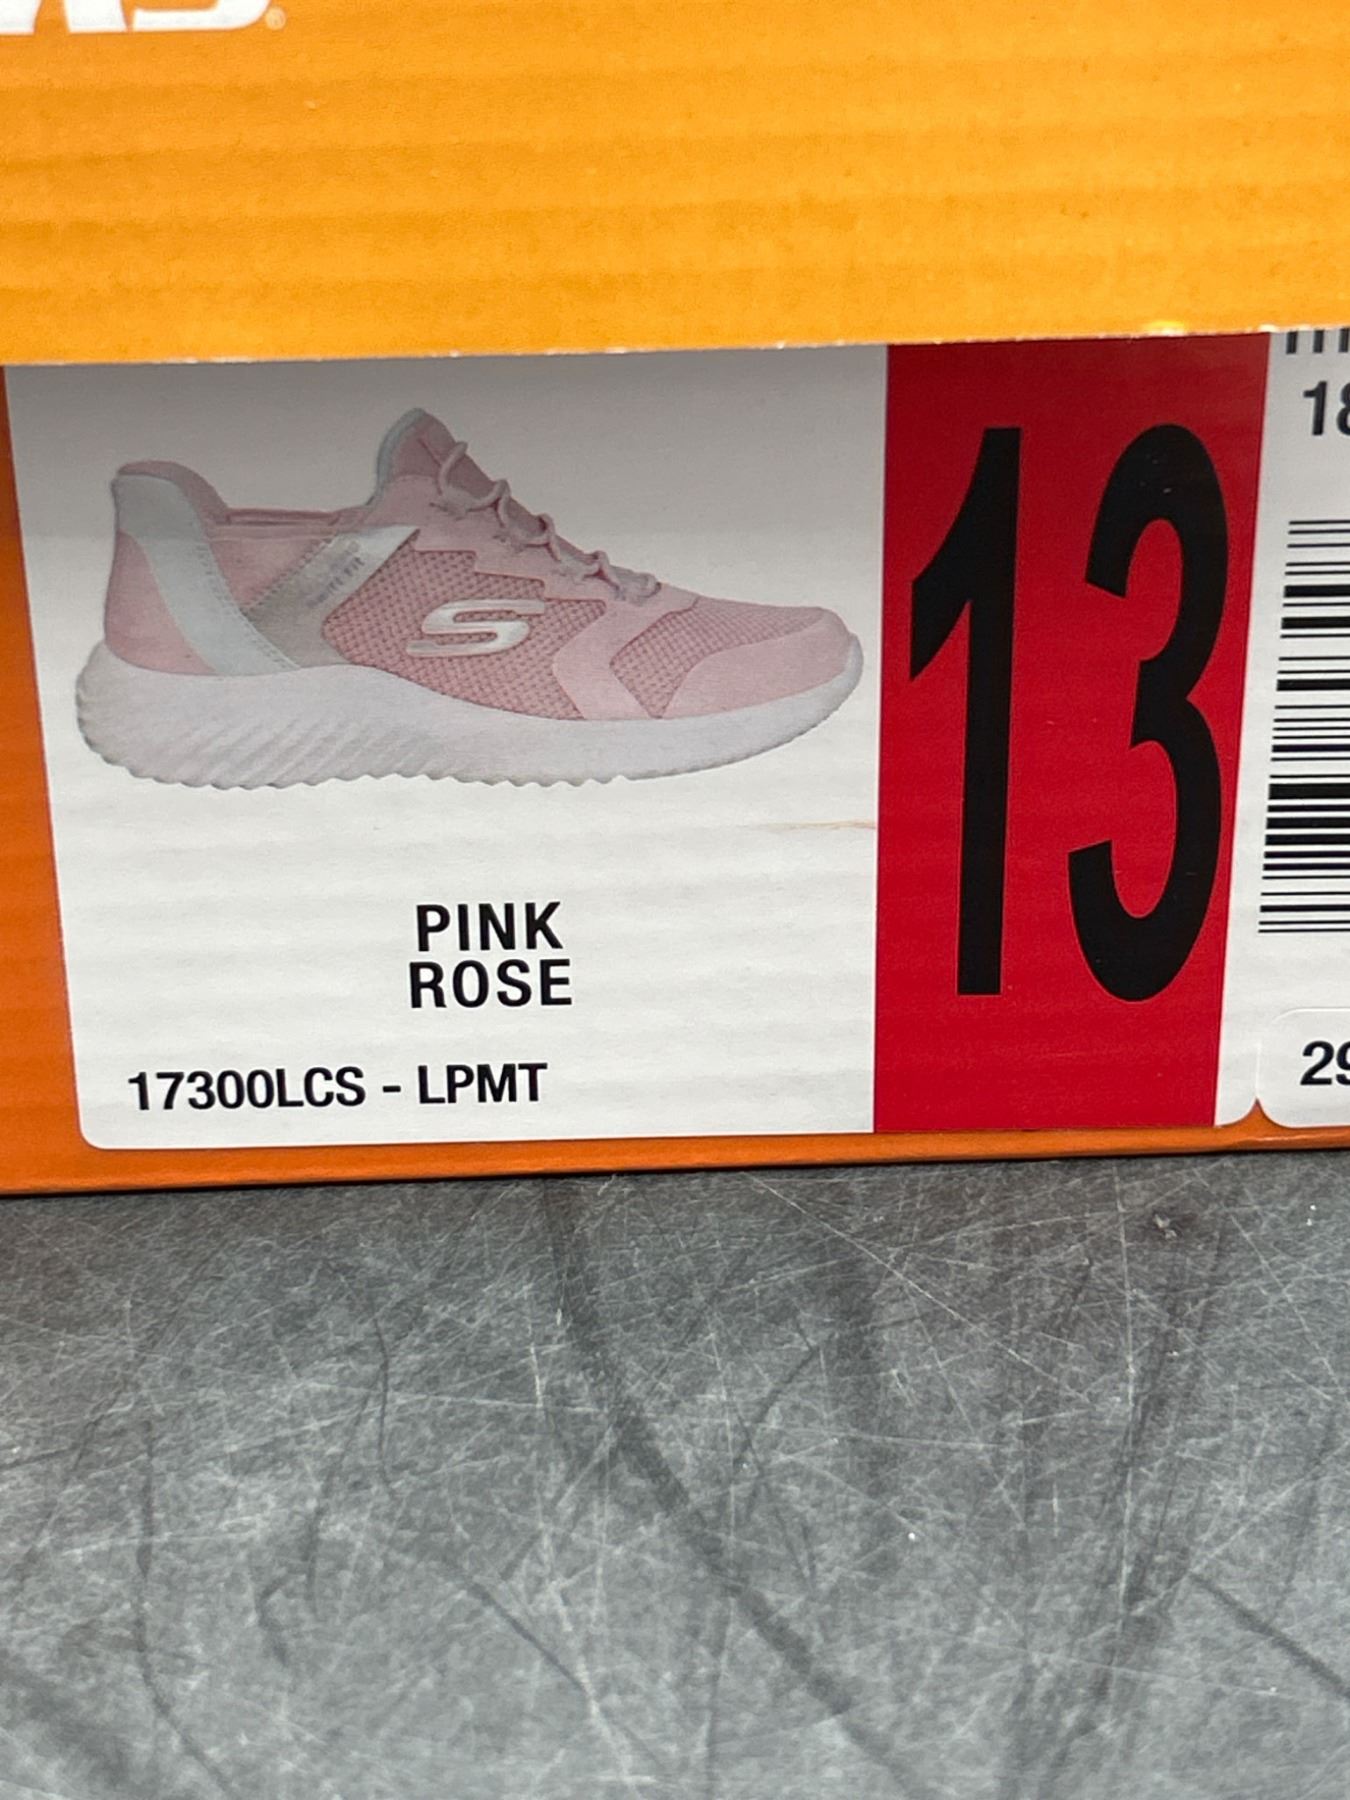 PINK
ROSE
17300LCS - LPMT
13